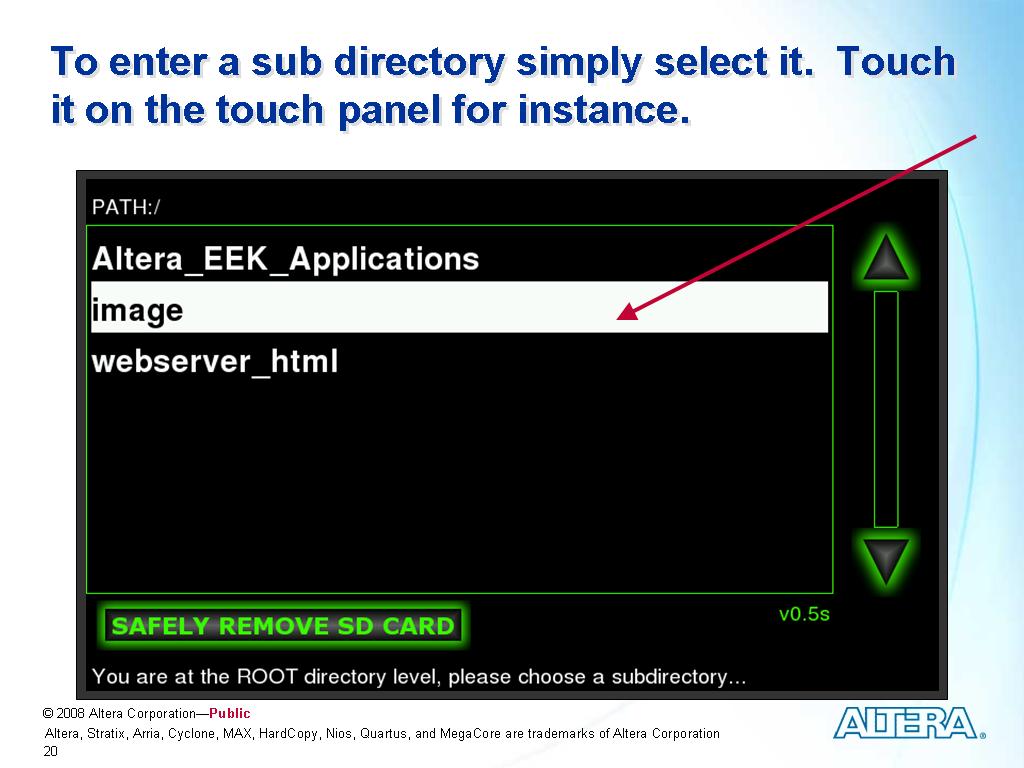 To enter a sub directory simply select it.  Touch
it on the touch panel for instance.
PATH:/
Altera_EEK_Applications
image
webserver_html
SAFELY REMOVE SD CARD
v0.5s
You are at the ROOT directory level, please choose a subdirectory...
© 2008 Altera Corporation—Public
Altera, Stratix, Arria, Cyclone, MAX, HardCopy, Nios, Quartus, and MegaCore are trademarks of Altera Corporation
20
ALTERA®